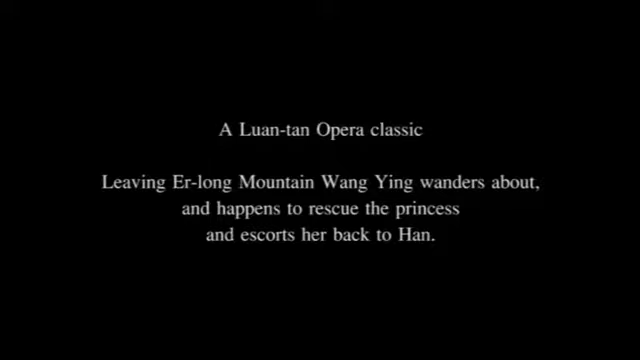 A Luan-tan Opera classic
Leaving Er-long Mountain Wang Ying wanders about,
and happens to rescue the princess
and escorts her back to Han.